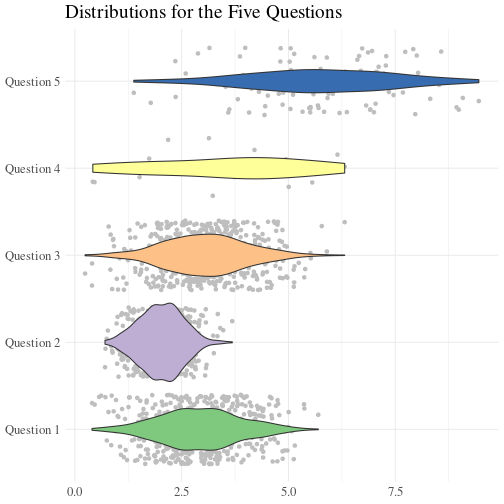 Distributions for the Five Questions
Question 5
Question 4
Question 3
Question 2
Question 1
0.0 2.5 5.0 7.5